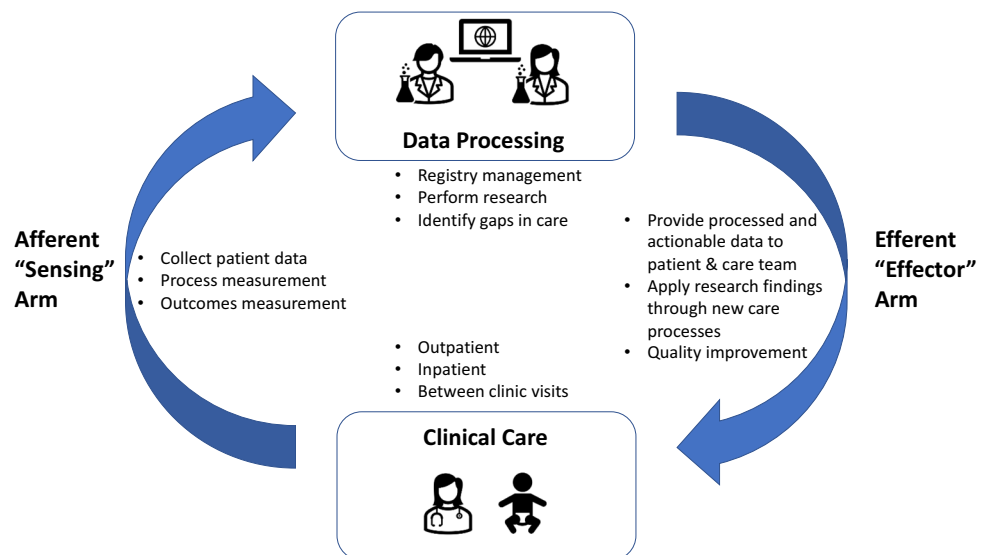 Data Processing
• Registry management
• Perform research
• Identify gaps in care
Afferent
“Sensing”
Arm
• Collect patient data
• Process measurement
• Outcomes measurement
• Provide processed and
actionable data to
patient & care team
• Apply research findings
through new care
processes
• Quality improvement
Efferent
“Effector”
Arm
• Outpatient
• Inpatient
• Between clinic visits
Clinical Care